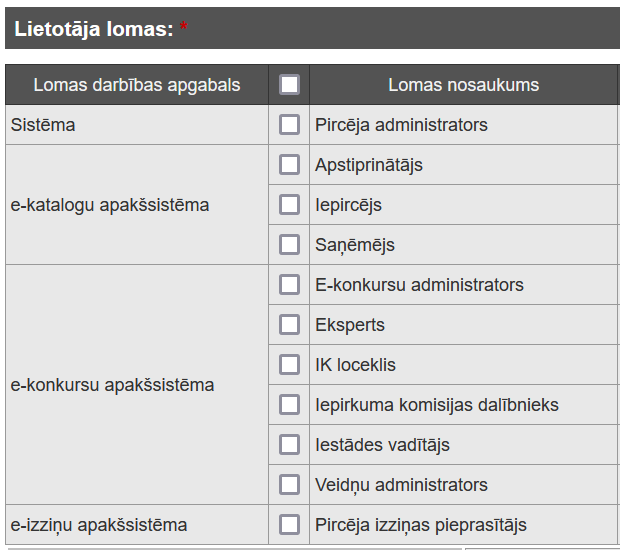 Lietotāja lomas: *
Lomas darbības apgabals
Lomas nosaukums
Sistēma
Pircēja administrators
e-katalogu apakšsistēma
Apstiprinātājs
Iepircējs
Saņēmējs
e-konkursu apakšsistēma
E-konkursu administrators
Eksperts
IK loceklis
Iepirkuma komisijas dalībnieks
Iestādes vadītājs
Veidņu administrators
e-izziņu apakšsistēma
Pircēja izziņas pieprasītājs